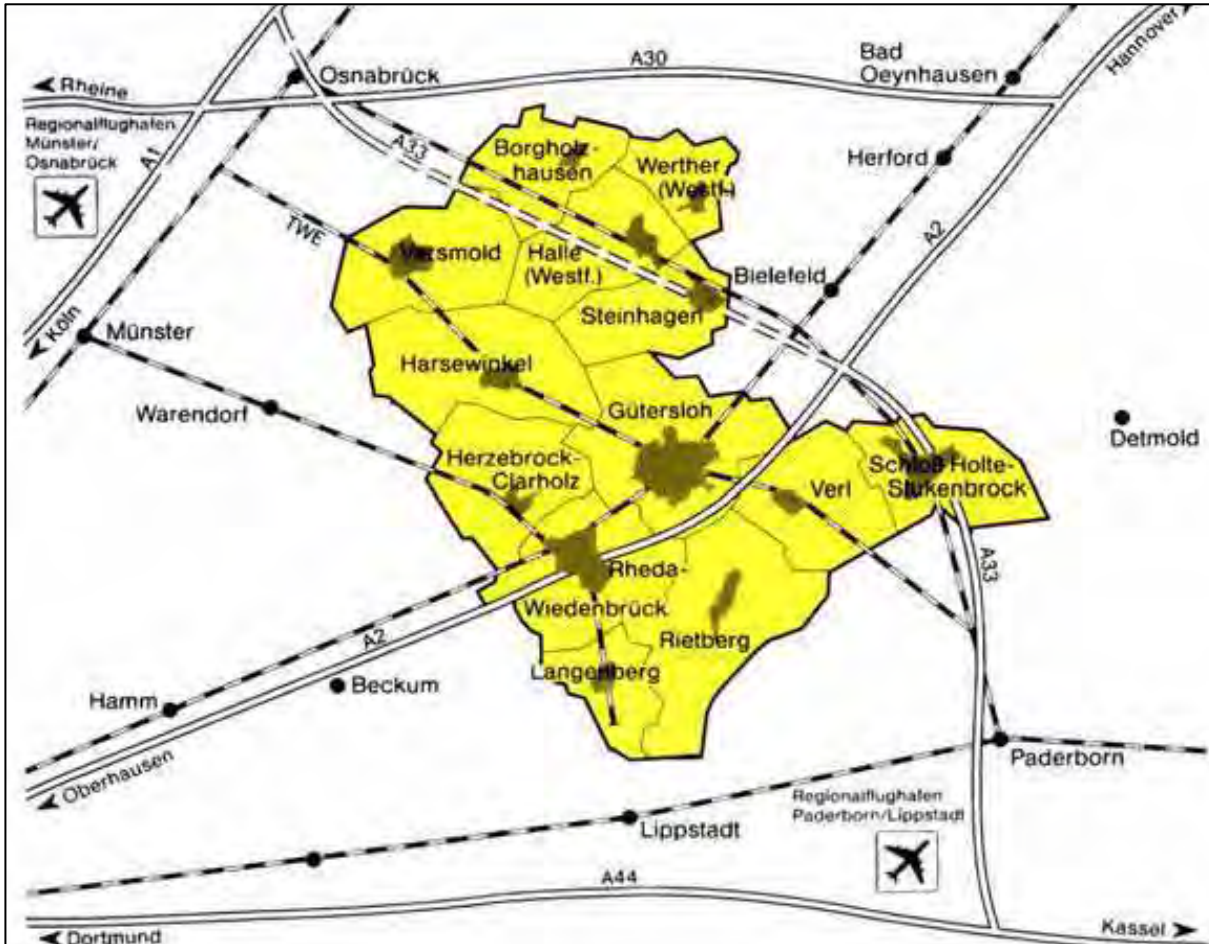 Hannover
Bad
Oeynhausen
A30
Osnabrück
Rheine
Regionalflughafen
Münster/
Osnabrück
A1
A33
Borgholz-
hausen
Werther
(Westf.)
Herford
A2
TWE
Versmold
Halle
(Westf.)
Bielefeld
Steinhagen
Köln
Münster
Harsewinkel
Warendorf
Gütersloh
Detmold
Herzebrock-
Clarholz
Verl
Schloß Holte-
Stukenbrock
A33
Rheda-
Wiedenbrück
A2
Rietberg
Langenberg
Beckum
Hamm
Oberhausen
Paderborn
Regionalflughafen
Paderborn/Lippstadt
Lippstadt
A44
Kassel
Dortmund